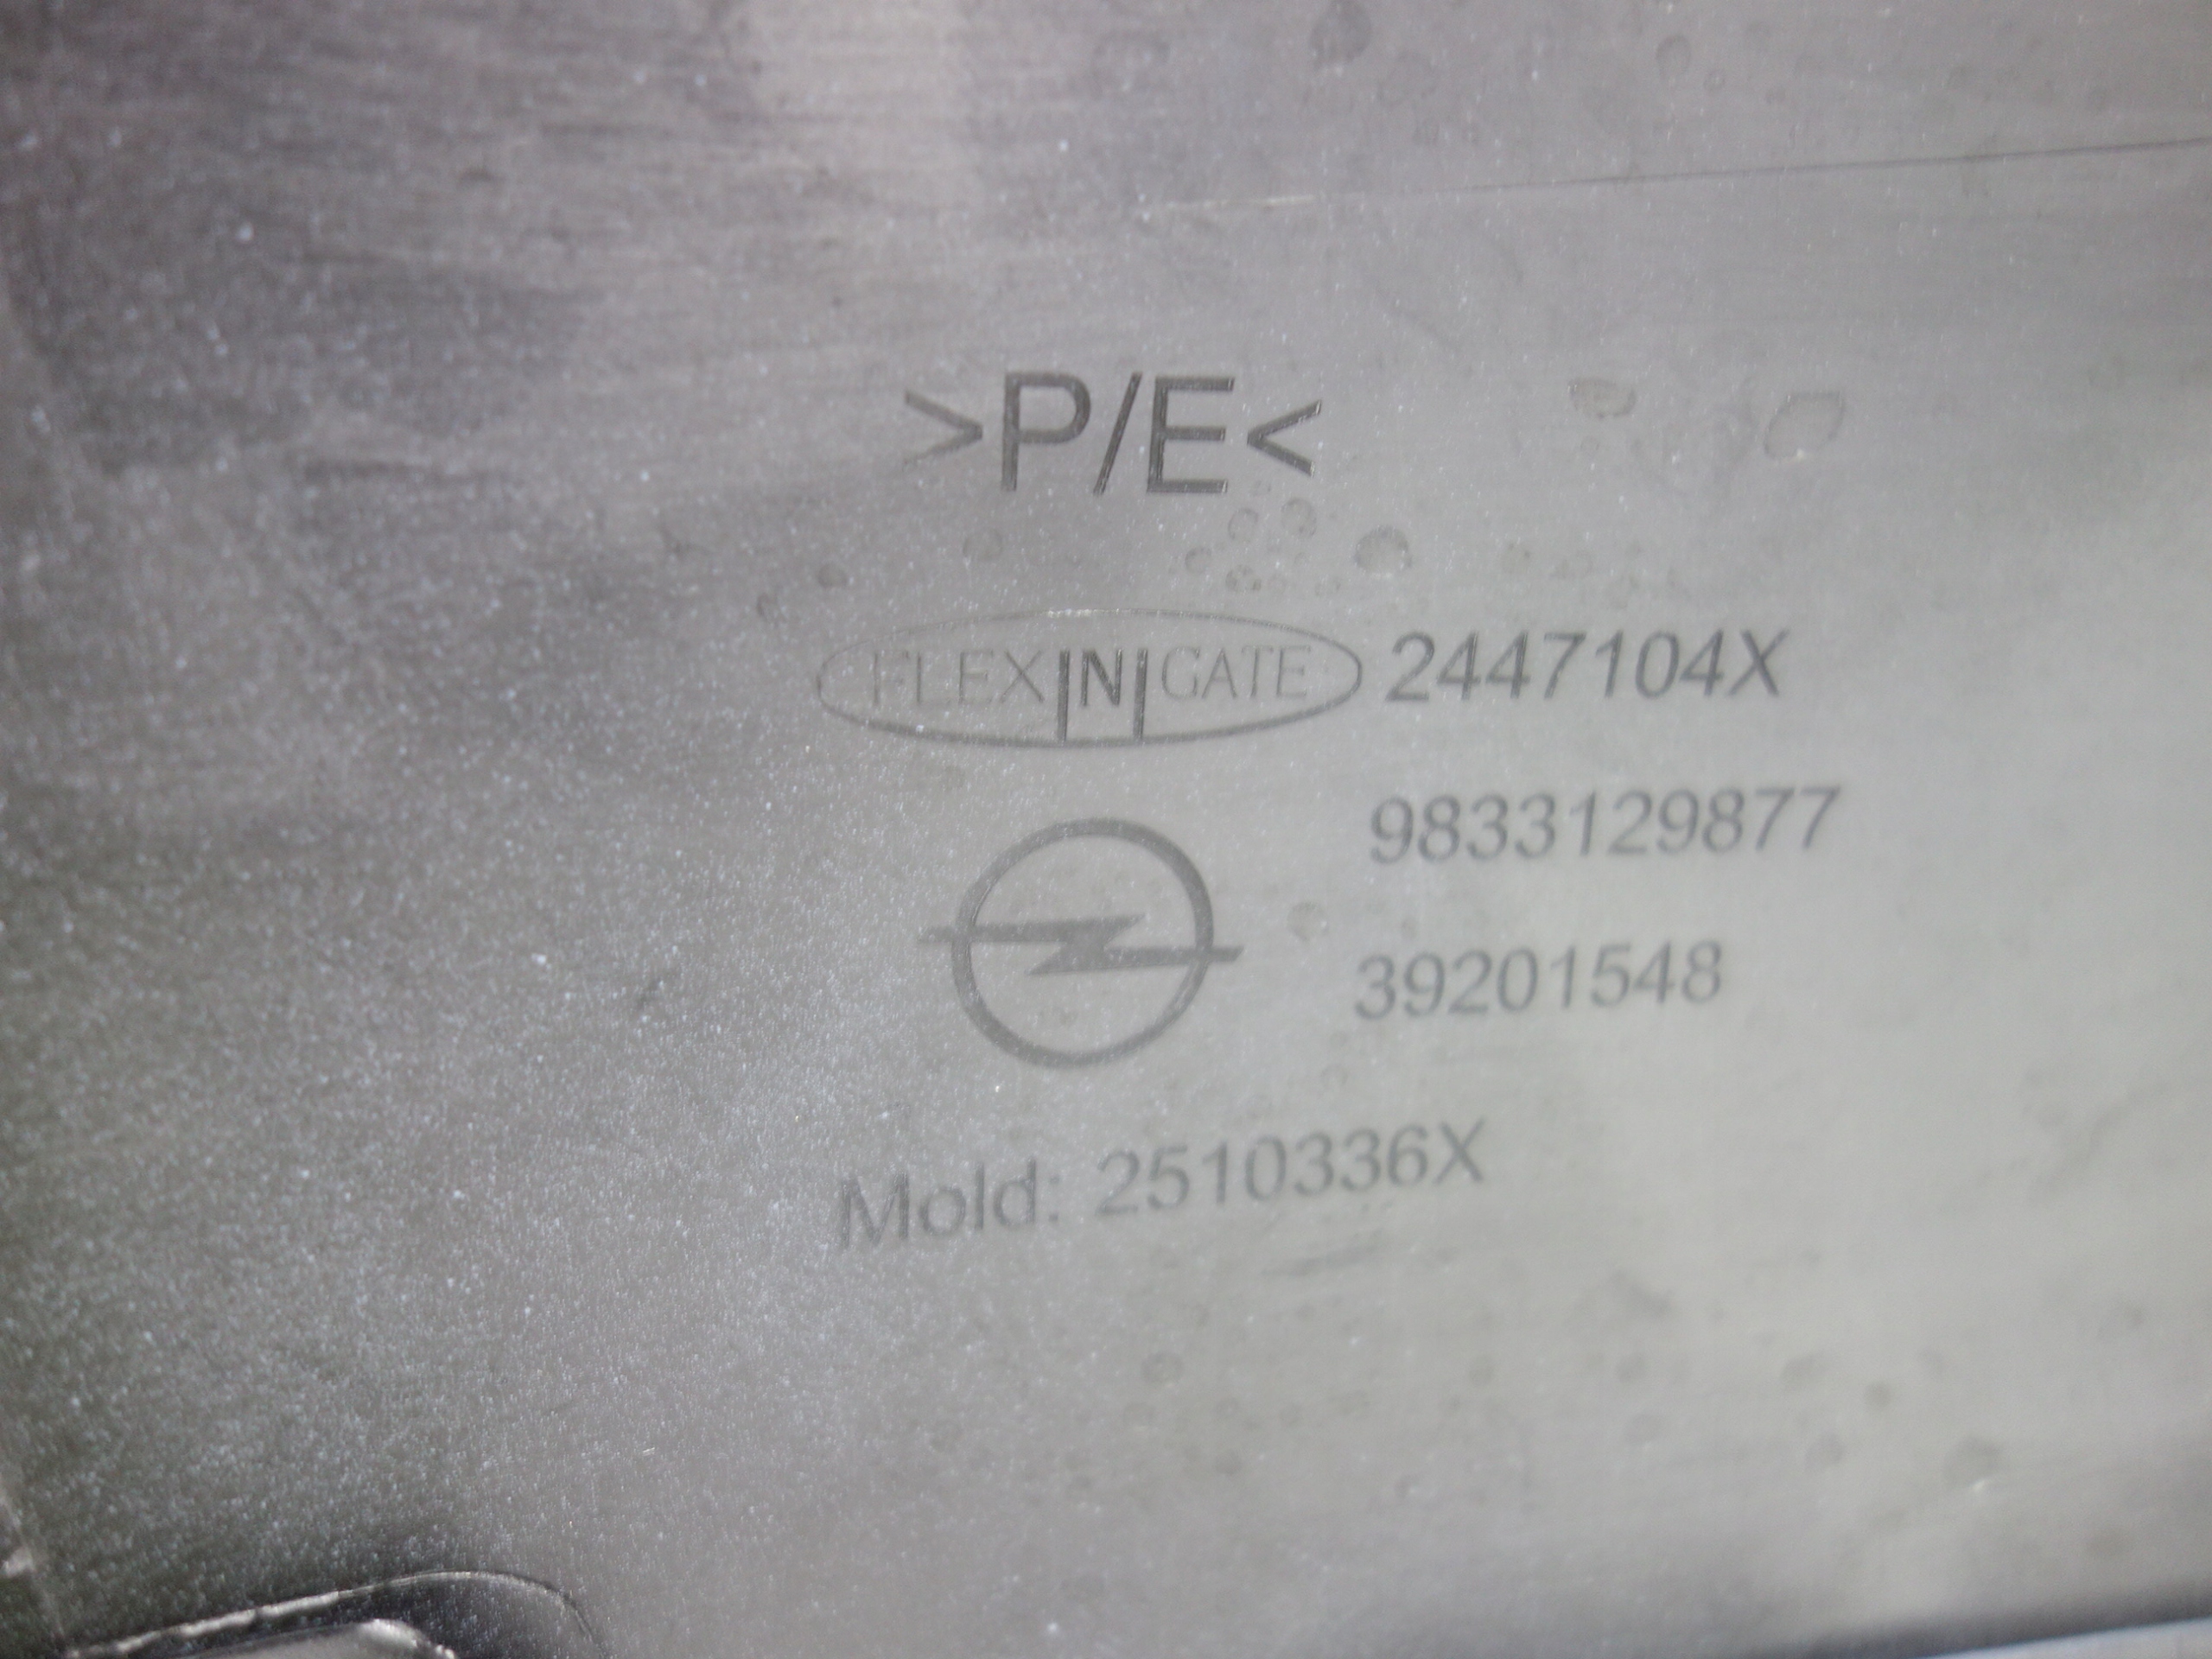 >P/E<
FLEX|N|GATE 2447104X
9833129877
39201548
Mold: 2510336X